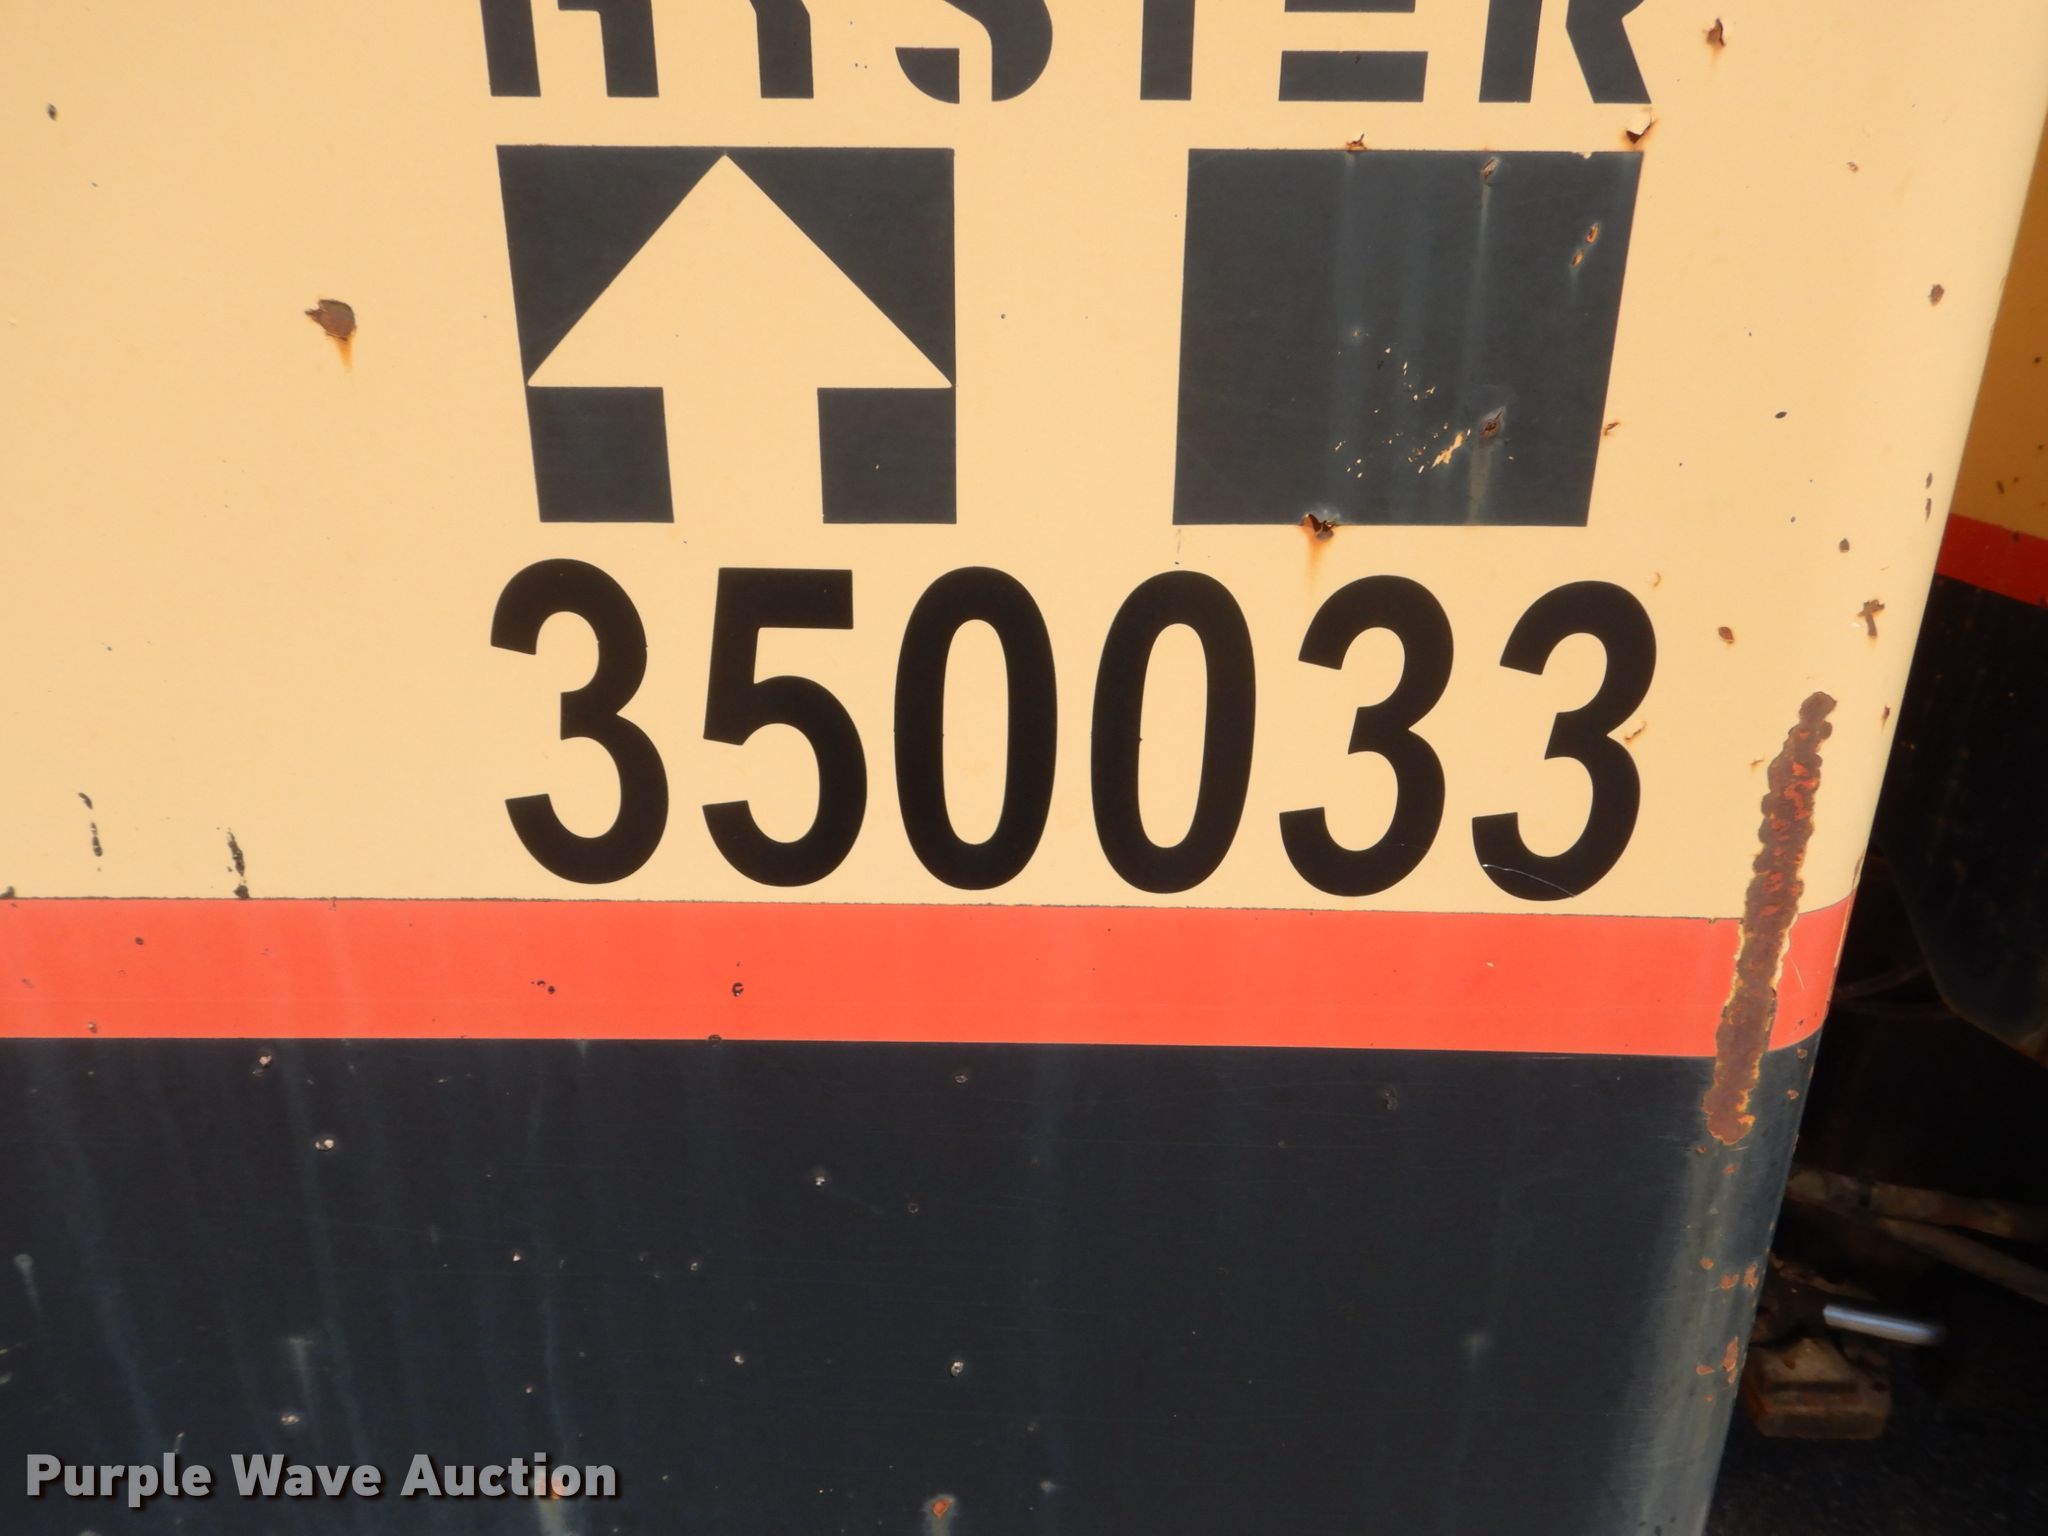 HYSTER
350033
Purple Wave Auction